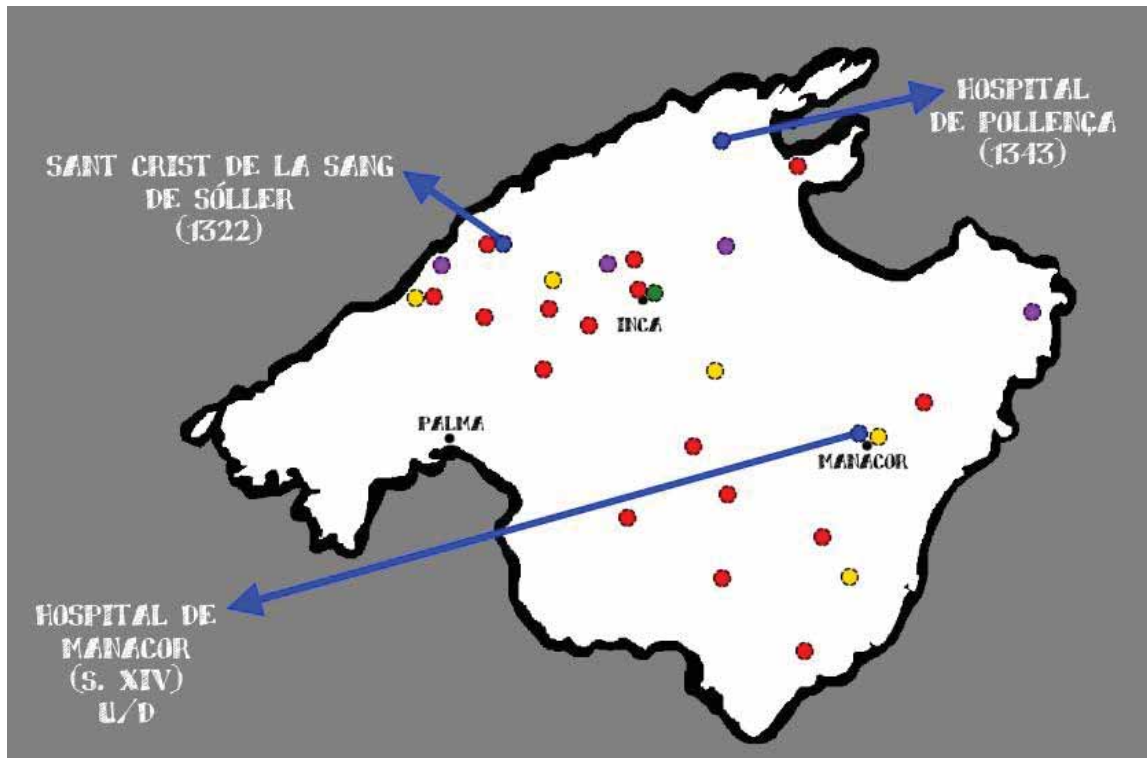 HOSPITAL
DE POLLENÇA
(1343)
SANT CRIST DE LA SANG
DE SÓLLER
(1322)
INCA
PALMA
MANACOR
HOSPITAL DE
MANACOR
(S. XIV)
U/D